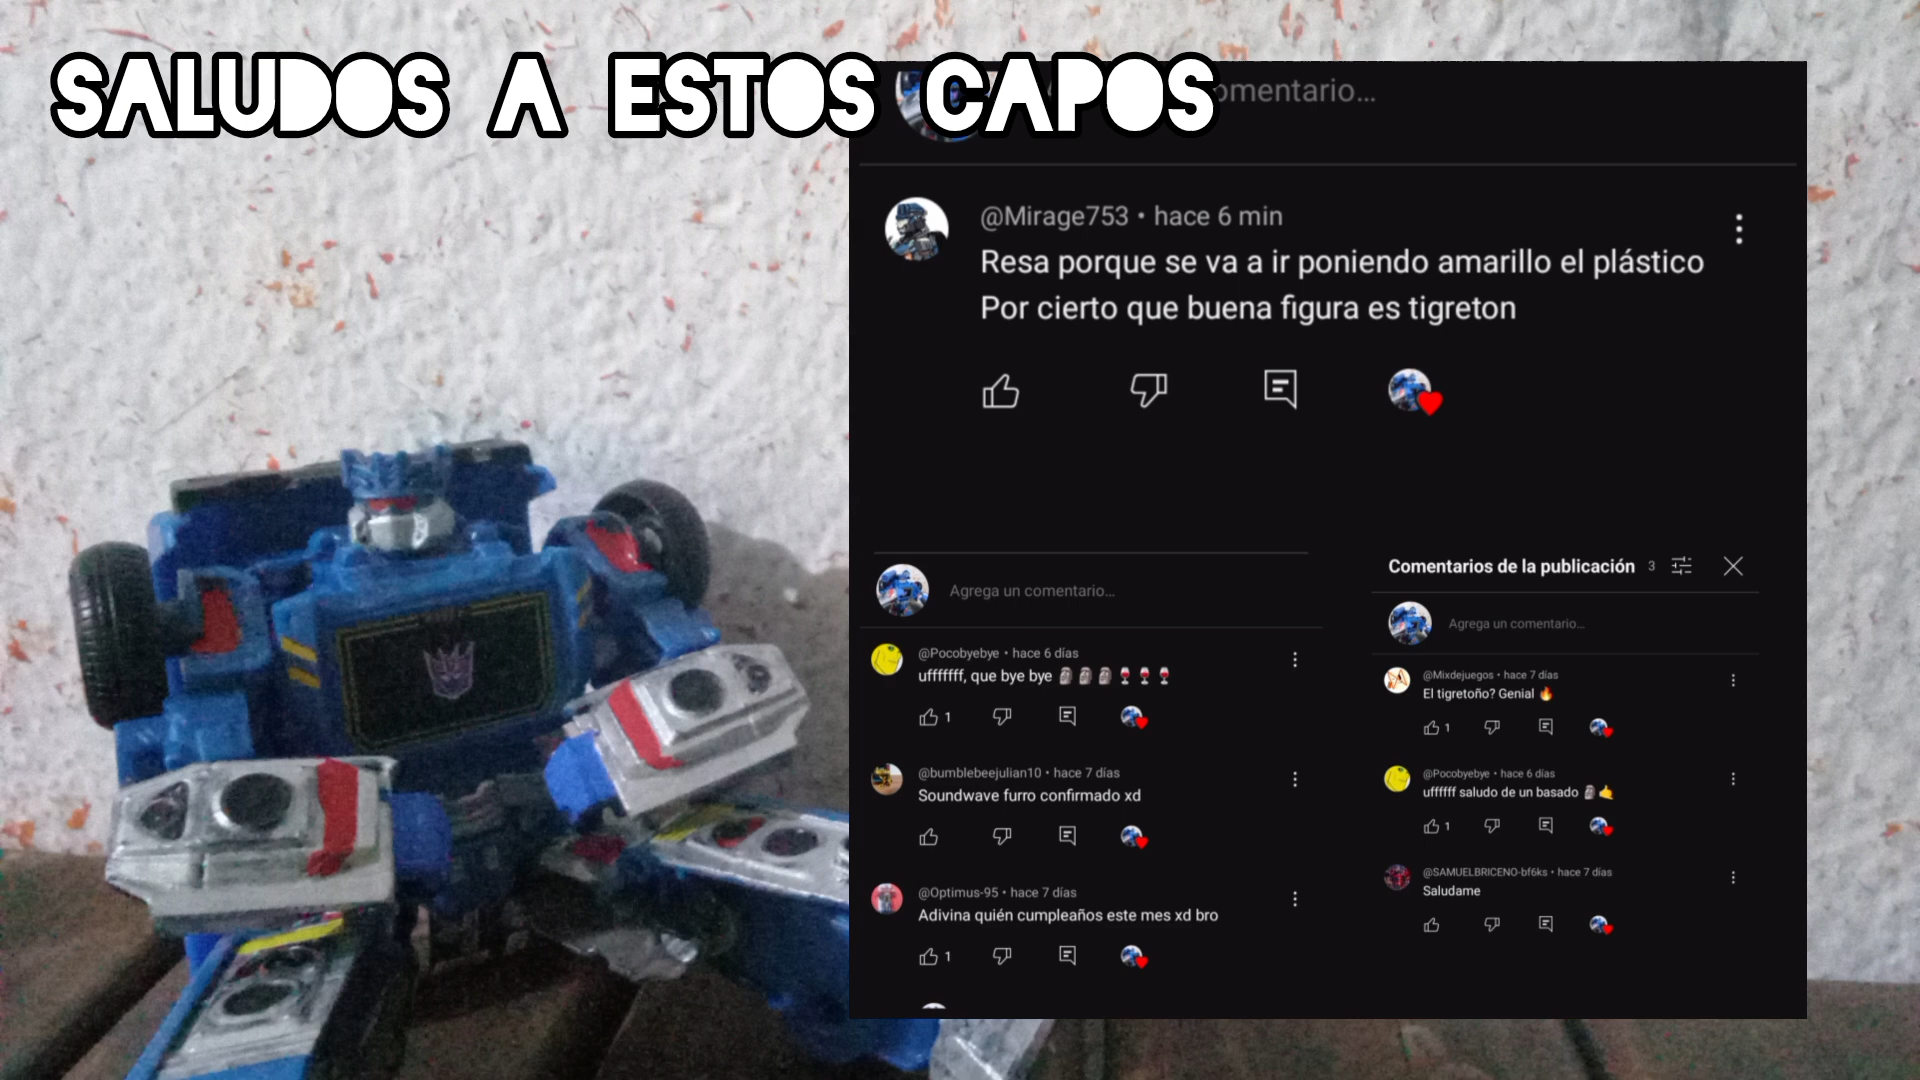 SALUDOS A ESTOS CAPOS
omentario...
@Mirage753 • hace 6 min
Resa porque se va a ir poniendo amarillo el plástico
Por cierto que buena figura es tigreton
Agrega un comentario...
@Pocobyebye • hace 6 días
ufffffff, que bye bye 🗿🗿🗿🍷🍷🍷
1
@bumblebeejulian10 • hace 7 días
Soundwave furro confirmado xd
@Optimus-95 • hace 7 días
Adivina quién cumpleaños este mes xd bro
1
Comentarios de la publicación 3
Agrega un comentario...
@Mixdejuegos • hace 7 días
El tigretoño? Genial 🔥
1
@Pocobyebye • hace 6 días
uffffff saludo de un basado 🗿🤙
1
@SAMUELBRICENO-bf6ks • hace 7 días
Saludame